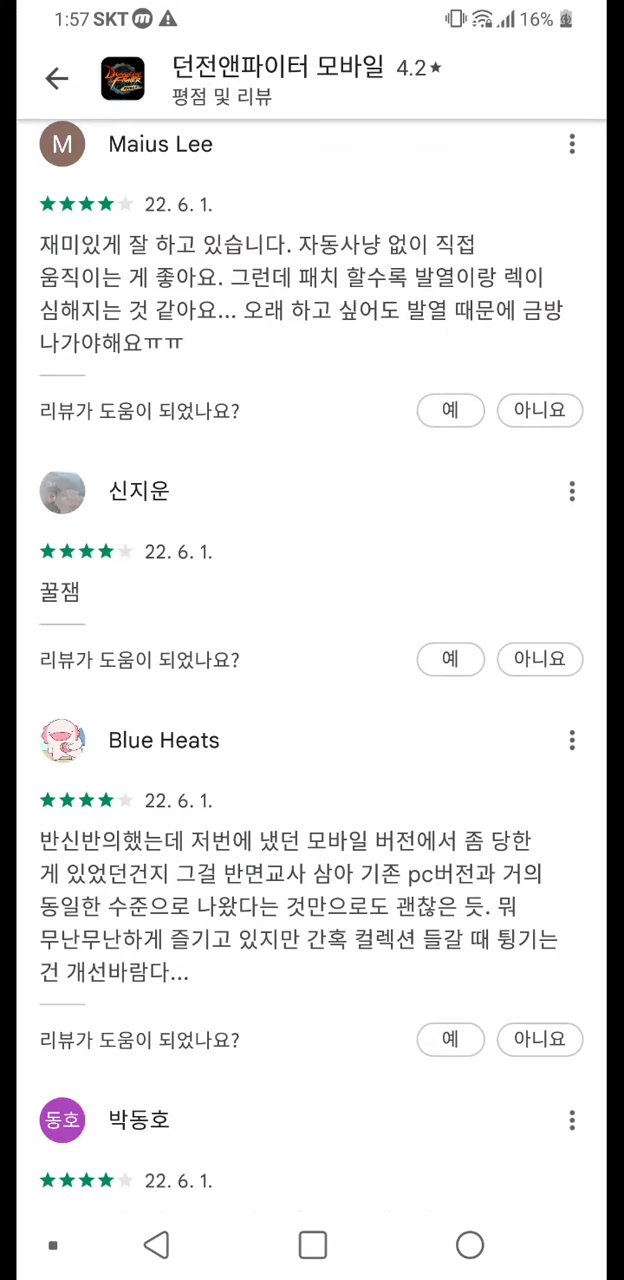 1:57 SKT 16%
던전앤파이터 모바일 4.2★
평점 및 리뷰
M Maius Lee
★★★★★ 22. 6. 1.
재미있게 잘 하고 있습니다. 자동사냥 없이 직접
움직이는 게 좋아요. 그런데 패치 할수록 발열이랑 렉이
심해지는 것 같아요... 오래 하고 싶어도 발열 때문에 금방
나가야해요ㅠㅠ
리뷰가 도움이 되었나요? 예 아니요
신지운
★★★★★ 22. 6. 1.
꿀잼
리뷰가 도움이 되었나요? 예 아니요
Blue Heats
★★★★★ 22. 6. 1.
반신반의했는데 저번에 냈던 모바일 버전에서 좀 당한
게 있었던건지 그걸 반면교사 삼아 기존 pc버전과 거의
동일한 수준으로 나왔다는 것만으로도 괜찮은 듯. 뭐
무난무난하게 즐기고 있지만 간혹 컬렉션 들갈 때 튕기는
건 개선바람다...
리뷰가 도움이 되었나요? 예 아니요
동호 박동호
★★★★★ 22. 6. 1.